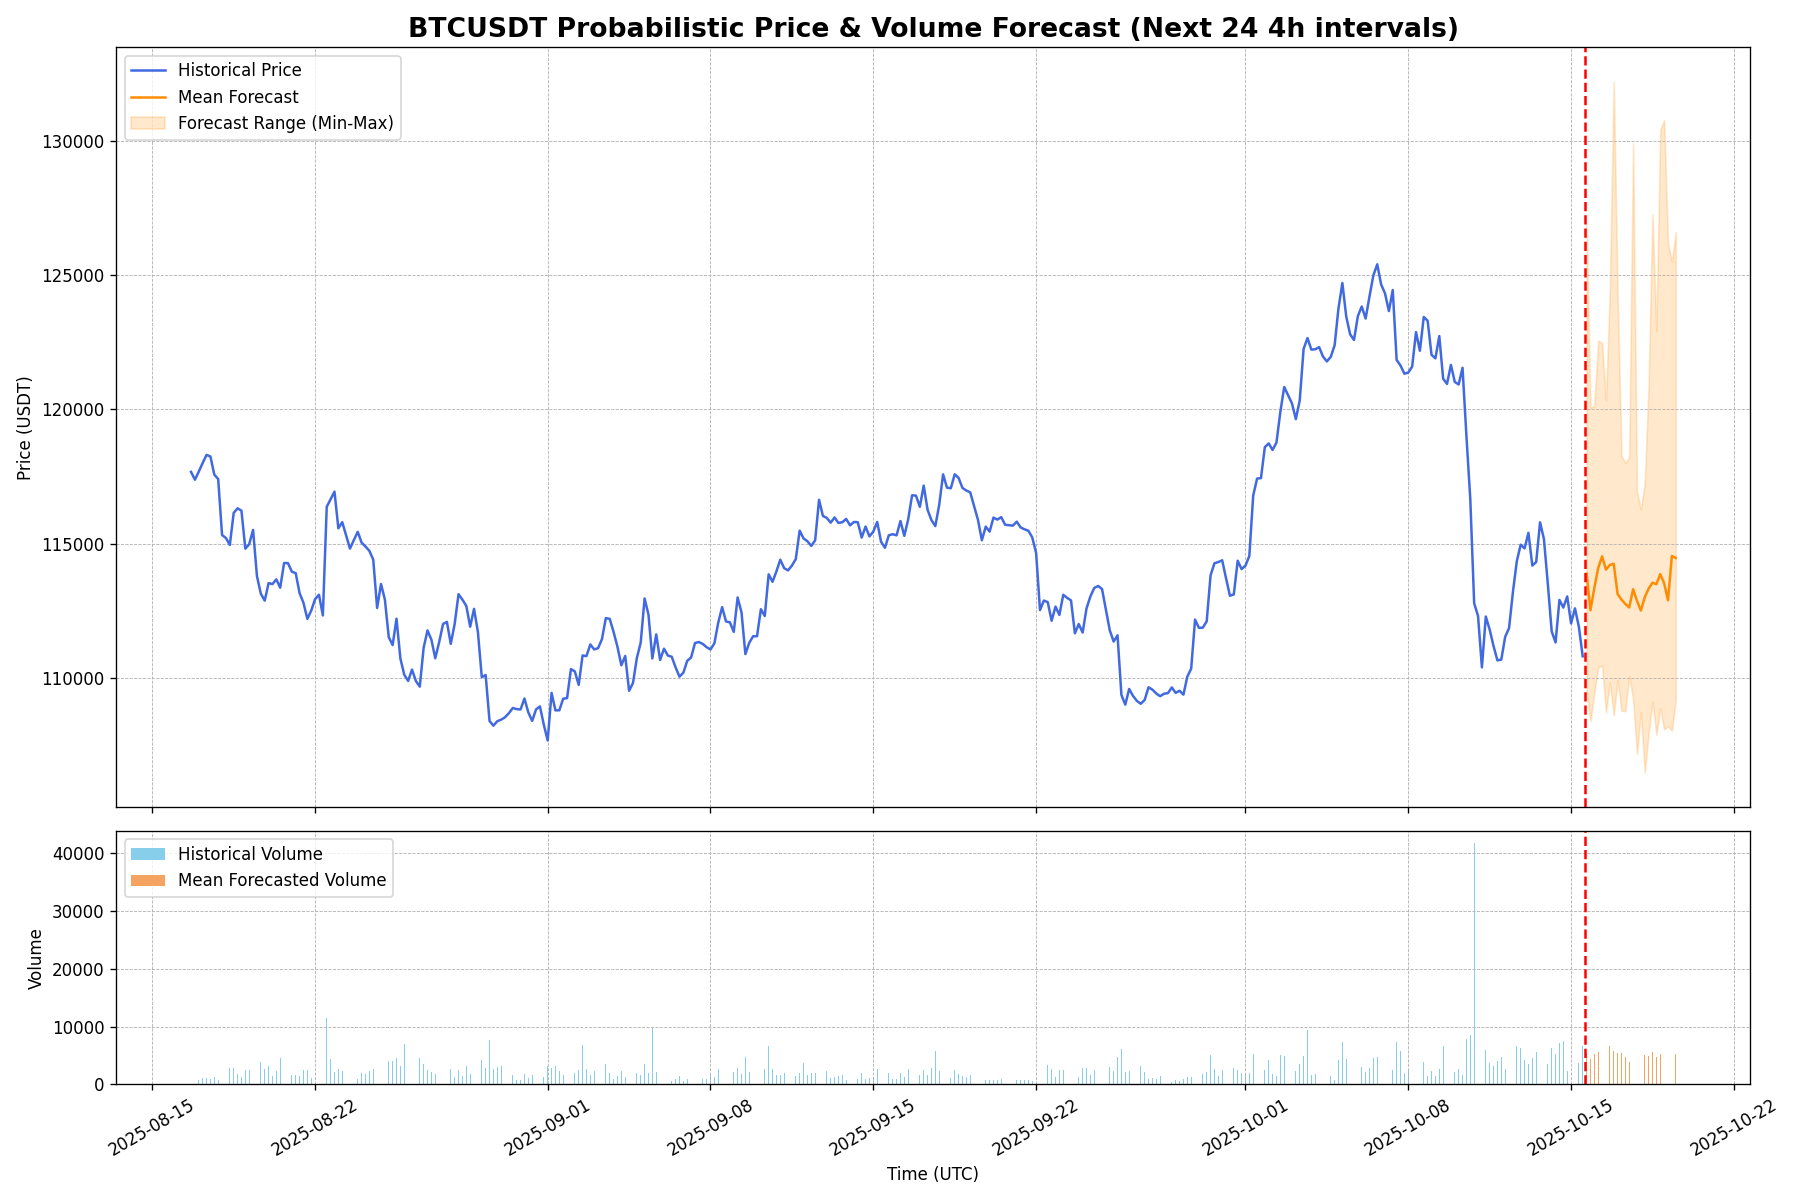 BTCUSDT Probabilistic Price & Volume Forecast (Next 24 4h intervals)
Historical Price
Mean Forecast
Forecast Range (Min-Max)
130000
125000
120000
115000
110000
Price (USDT)
Historical Volume
Mean Forecasted Volume
40000
30000
20000
10000
0
Volume
2025-08-15
2025-08-22
2025-09-01
2025-09-08
2025-09-15
2025-09-22
2025-10-01
2025-10-08
2025-10-15
2025-10-22
Time (UTC)